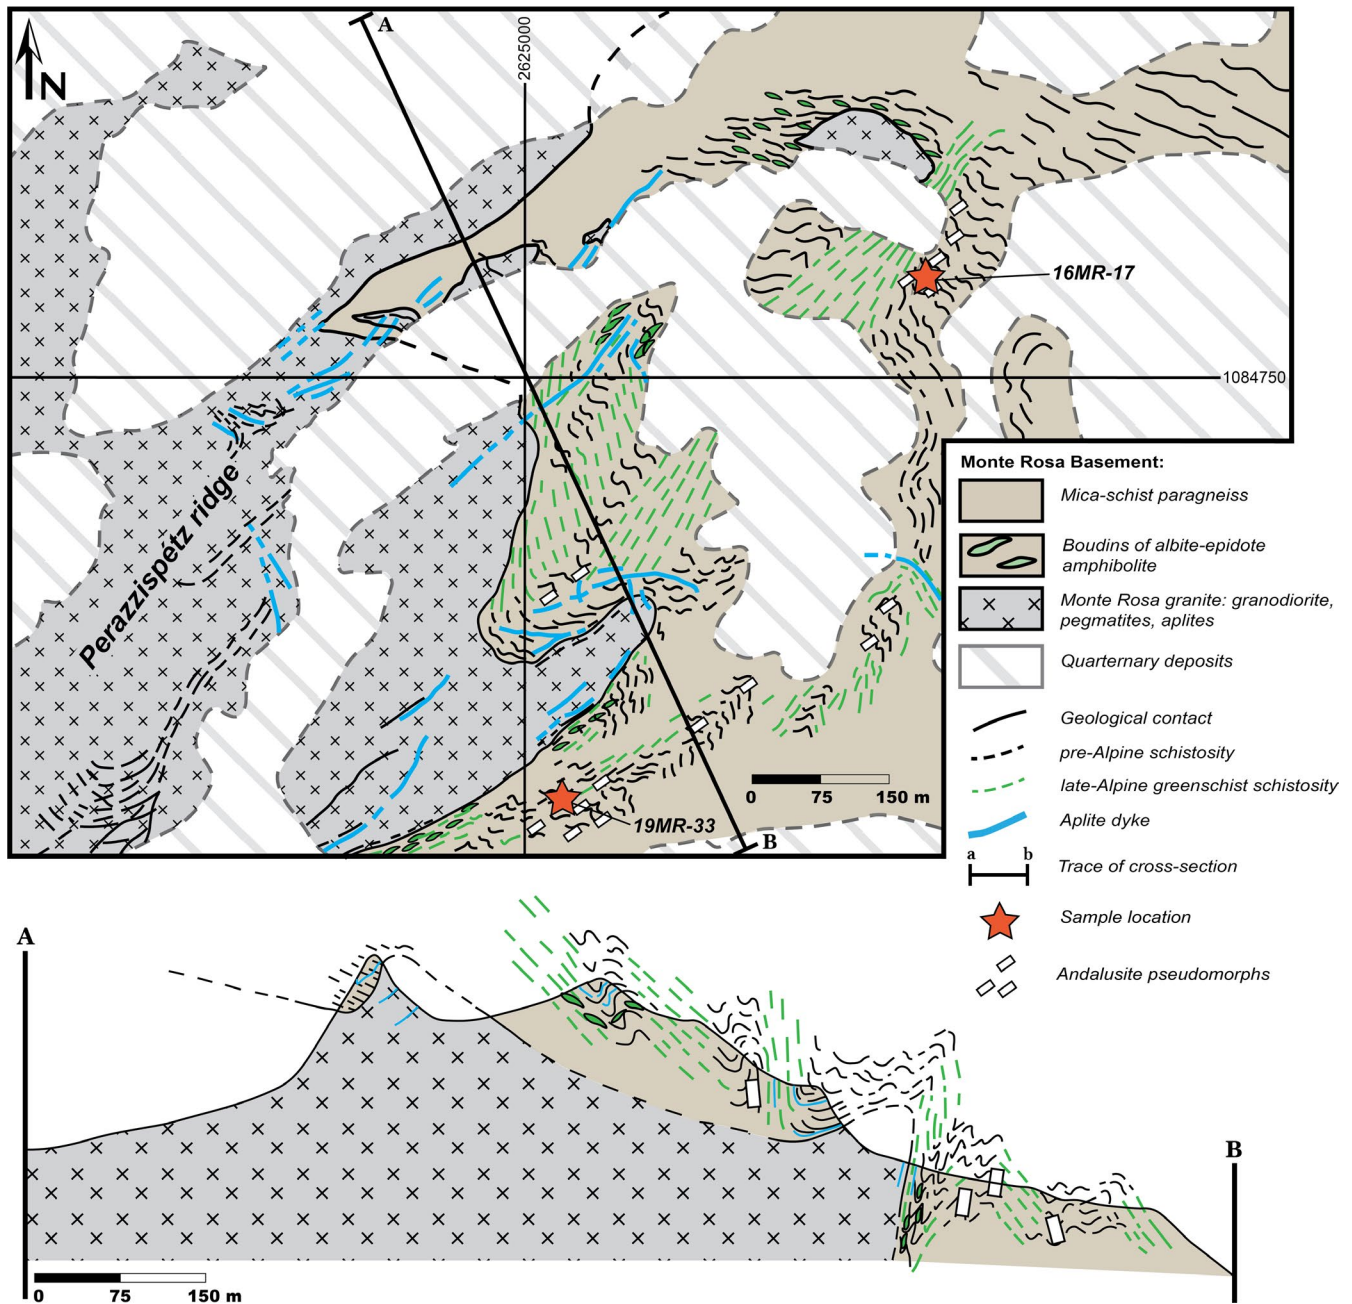 A
N
2625000
16MR-17
1084750
Perazzispétz ridge
19MR-33
0 75 150 m
B
Monte Rosa Basement:
Mica-schist paragneiss
Boudins of albite-epidote
amphibolite
Monte Rosa granite: granodiorite,
pegmatites, aplites
Quarternary deposits
Geological contact
pre-Alpine schistosity
late-Alpine greenschist schistosity
Aplite dyke
a b
Trace of cross-section
Sample location
Andalusite pseudomorphs
A
B
0 75 150 m